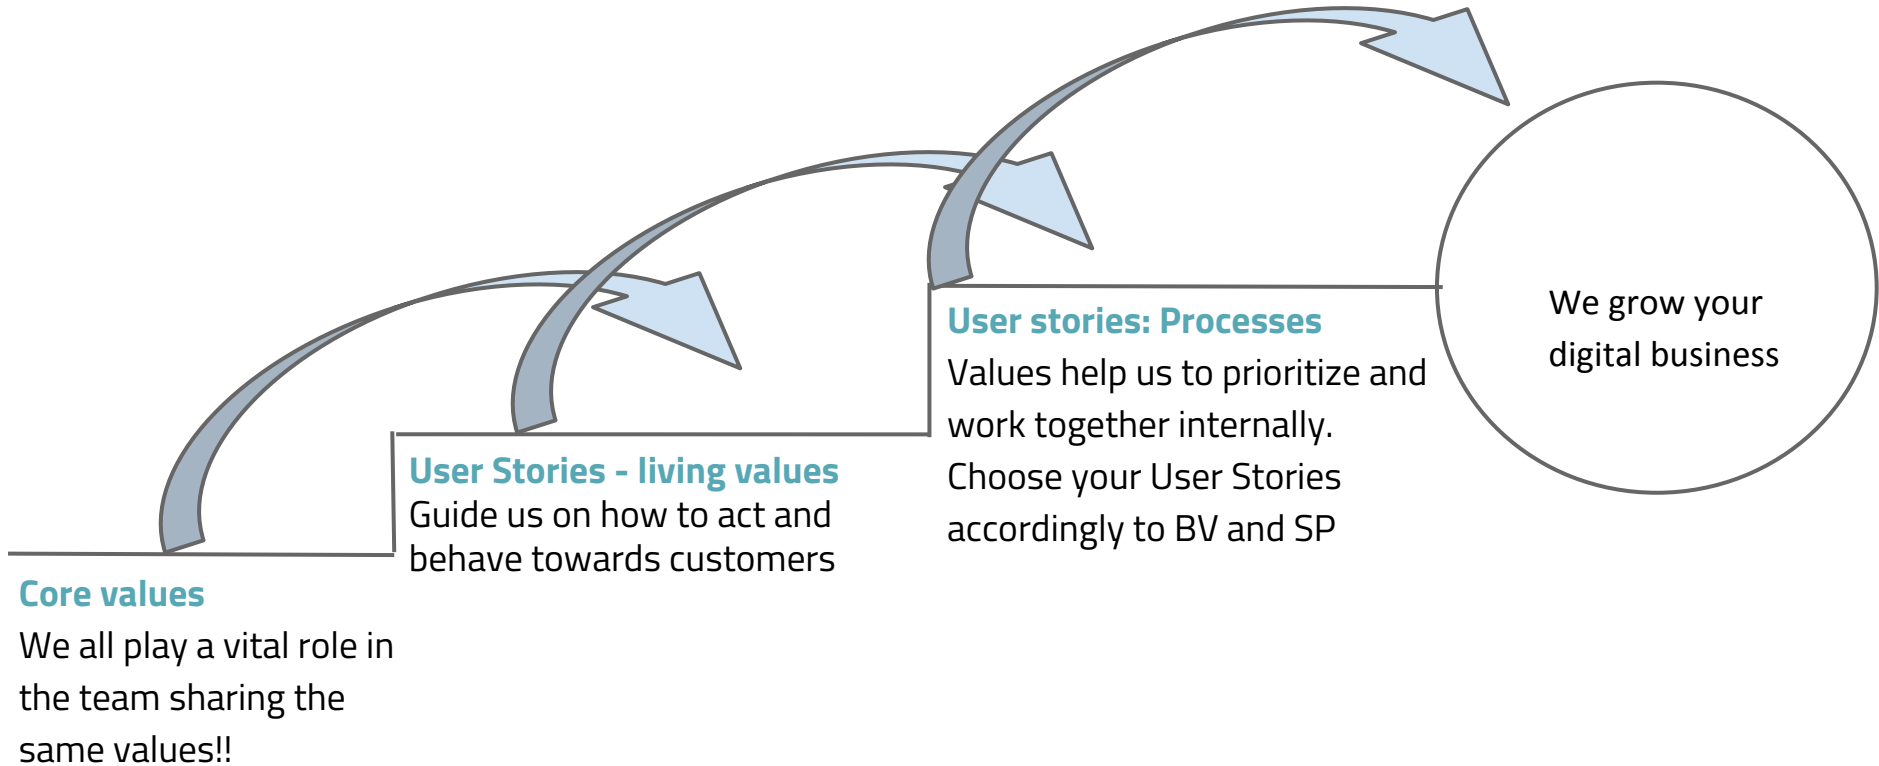 Core values
We all play a vital role in
the team sharing the
same values!!
User Stories - living values
Guide us on how to act and
behave towards customers
User stories: Processes
Values help us to prioritize and
work together internally.
Choose your User Stories
accordingly to BV and SP
We grow your
digital business